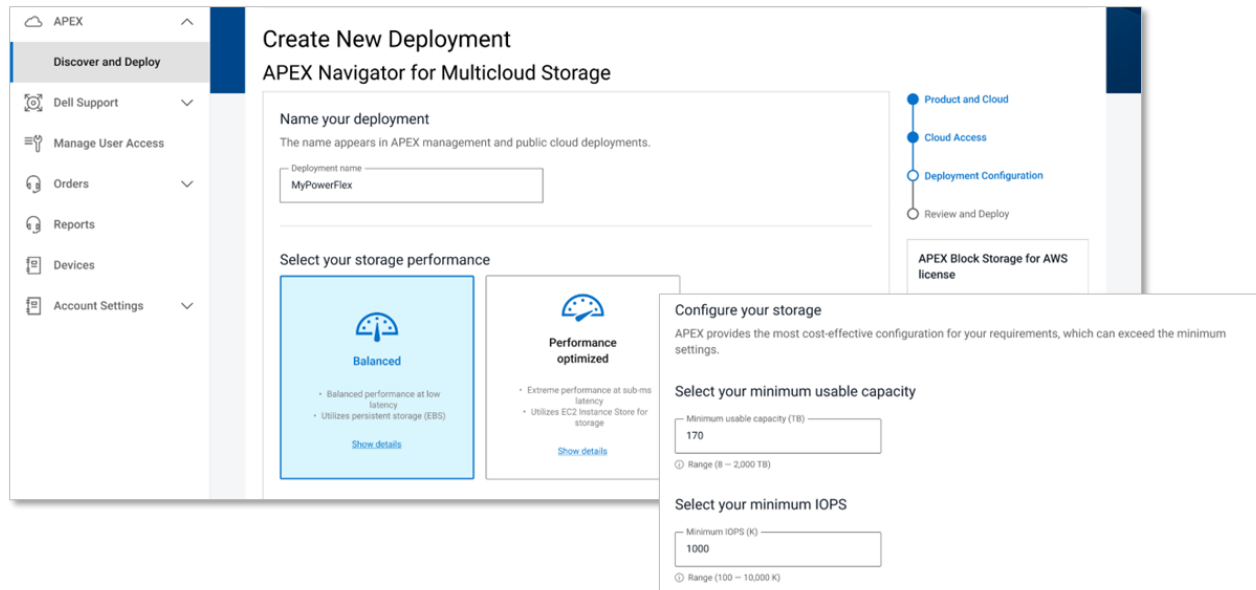 APEX
Discover and Deploy
Dell Support
Manage User Access
Orders
Reports
Devices
Account Settings
Create New Deployment
APEX Navigator for Multicloud Storage
Name your deployment
The name appears in APEX management and public cloud deployments.
Deployment name
MyPowerFlex
Select your storage performance
Balanced
• Balanced performance at low
latency
• Utilizes persistent storage (EBS)
Show details
Performance
optimized
• Extreme performance at sub-ms
latency
• Utilizes EC2 Instance Store for
storage
Show details
Product and Cloud
Cloud Access
Deployment Configuration
Review and Deploy
APEX Block Storage for AWS
license
Configure your storage
APEX provides the most cost-effective configuration for your requirements, which can exceed the minimum
settings.
Select your minimum usable capacity
Minimum usable capacity (TB)
170
Range (8 — 2,000 TB)
Select your minimum IOPS
Minimum IOPS (K)
1000
Range (100 — 10,000 K)